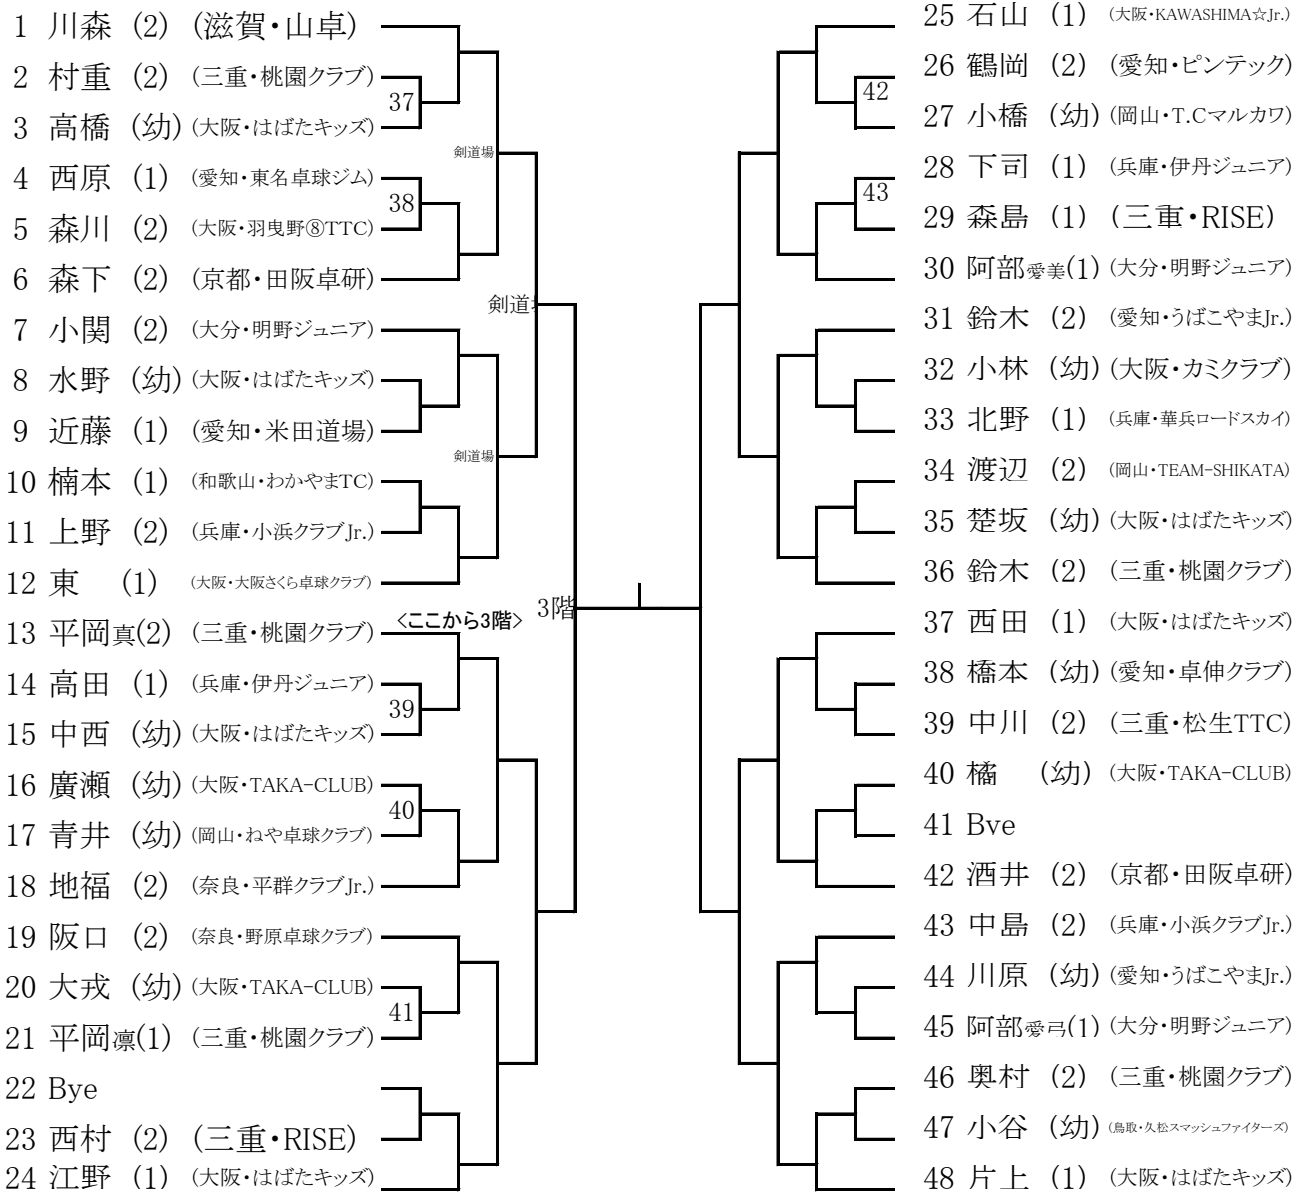 1 川森 (2) (滋賀・山卓)
2 村重 (2) (三重・桃園クラブ)
37
3 高橋 (幼) (大阪・はばたキッズ)
剣道場
4 西原 (1) (愛知・東名卓球ジム)
38
5 森川 (2) (大阪・羽曳野⑧TTC)
6 森下 (2) (京都・田阪卓研)
剣道
7 小関 (2) (大分・明野ジュニア)
8 水野 (幼) (大阪・はばたキッズ)
9 近藤 (1) (愛知・米田道場)
剣道場
10 楠本 (1) (和歌山・わかやまTC)
11 上野 (2) (兵庫・小浜クラブJr.)
12 東 (1) (大阪・大阪さくら卓球クラブ)
<ここから3階> 3階
13 平岡真(2) (三重・桃園クラブ)
14 高田 (1) (兵庫・伊丹ジュニア)
39
15 中西 (幼) (大阪・はばたキッズ)
16 廣瀬 (幼) (大阪・TAKA-CLUB)
40
17 青井 (幼) (岡山・ねや卓球クラブ)
18 地福 (2) (奈良・平群クラブJr.)
19 阪口 (2) (奈良・野原卓球クラブ)
20 大戎 (幼) (大阪・TAKA-CLUB)
41
21 平岡凛(1) (三重・桃園クラブ)
22 Bye
23 西村 (2) (三重・RISE)
24 江野 (1) (大阪・はばたキッズ)
25 石山 (1) (大阪・KAWASHIMA☆Jr.)
26 鶴岡 (2) (愛知・ピンテック)
42
27 小橋 (幼) (岡山・T.Cマルカワ)
28 下司 (1) (兵庫・伊丹ジュニア)
43
29 森島 (1) (三重・RISE)
30 阿部愛美(1) (大分・明野ジュニア)
31 鈴木 (2) (愛知・うばこやまJr.)
32 小林 (幼) (大阪・カミクラブ)
33 北野 (1) (兵庫・華兵ロードスカイ)
34 渡辺 (2) (岡山・TEAM-SHIKATA)
35 楚坂 (幼) (大阪・はばたキッズ)
36 鈴木 (2) (三重・桃園クラブ)
37 西田 (1) (大阪・はばたキッズ)
38 橋本 (幼) (愛知・卓伸クラブ)
39 中川 (2) (三重・松生TTC)
40 橘 (幼) (大阪・TAKA-CLUB)
41 Bye
42 酒井 (2) (京都・田阪卓研)
43 中島 (2) (兵庫・小浜クラブJr.)
44 川原 (幼) (愛知・うばこやまJr.)
45 阿部愛弓(1) (大分・明野ジュニア)
46 奥村 (2) (三重・桃園クラブ)
47 小谷 (幼) (鳥取・久松スマッシュファイターズ)
48 片上 (1) (大阪・はばたキッズ)